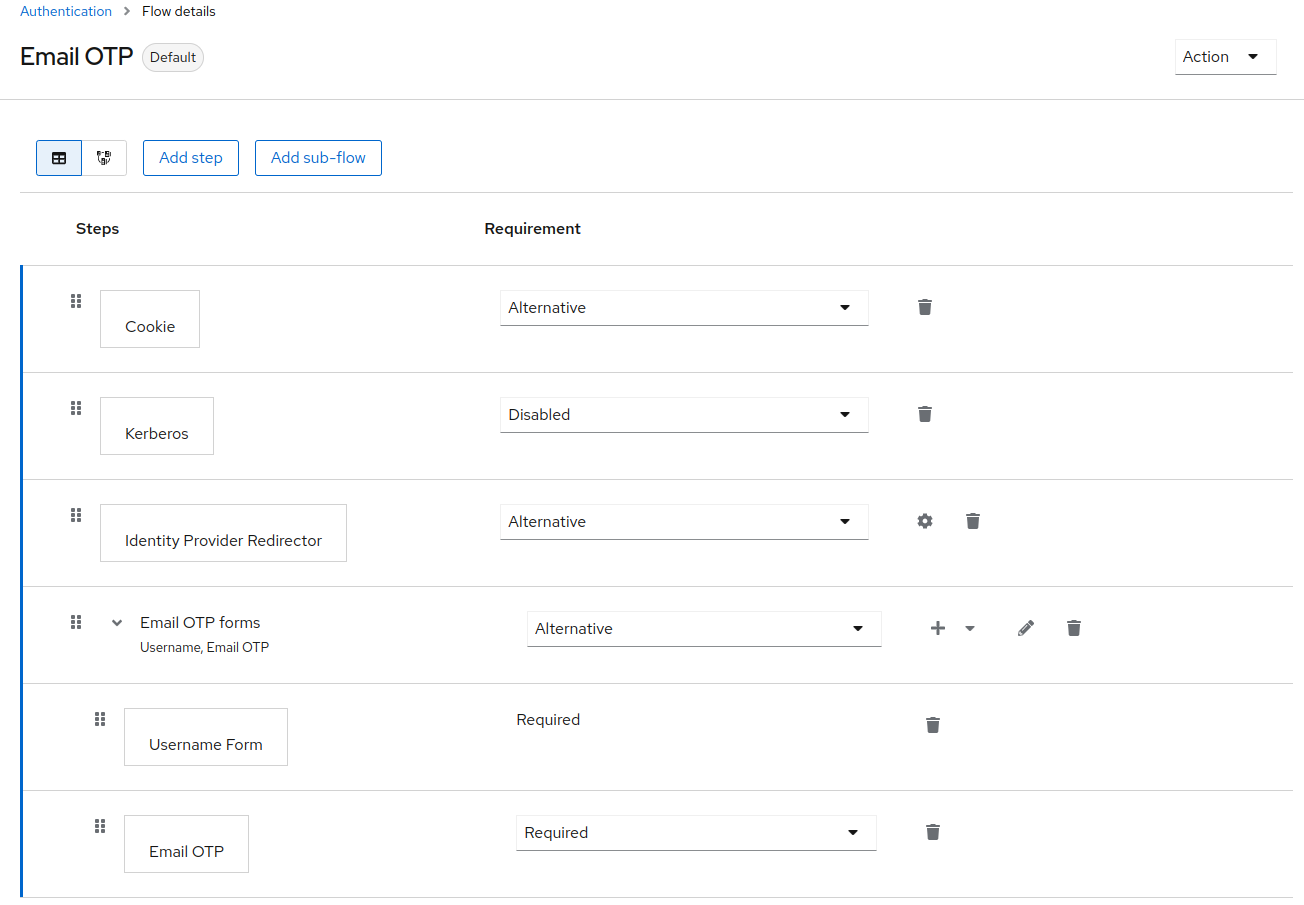 Authentication > Flow details
Email OTP Default
Action
Add step Add sub-flow
Steps Requirement
Cookie Alternative
Kerberos Disabled
Identity Provider Redirector Alternative
Email OTP forms Alternative
Username, Email OTP
Username Form Required
Email OTP Required